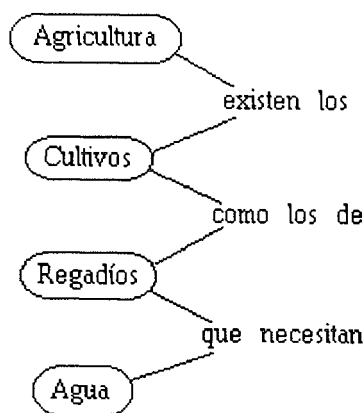 Agricultura
existen los
Cultivos
como los de
Regadíos
que necesitan
Agua